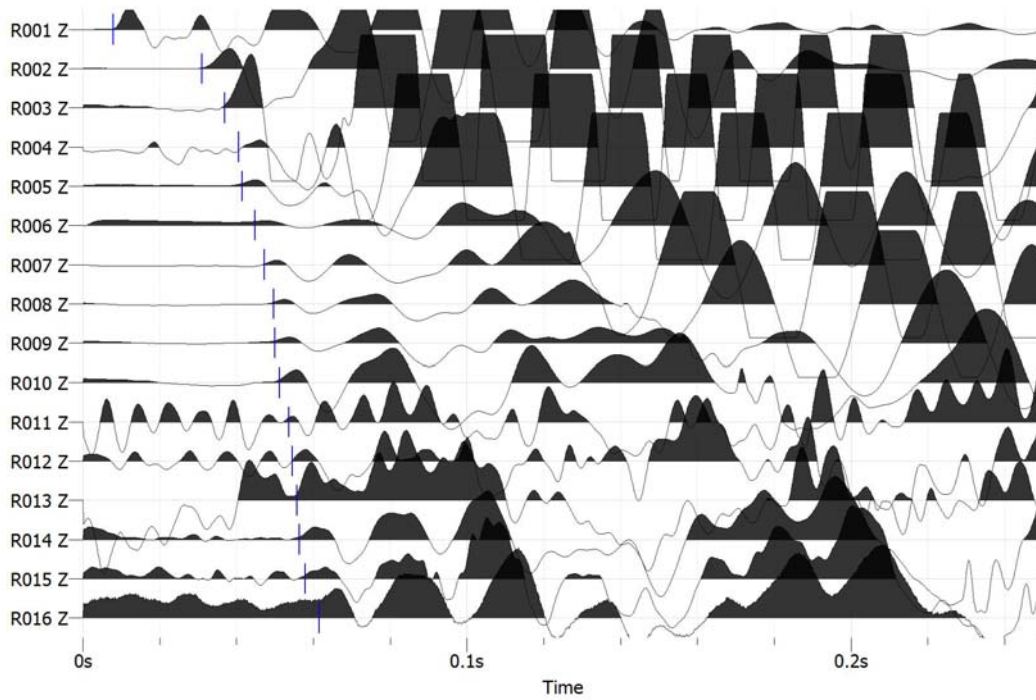 R001 Z
R002 Z
R003 Z
R004 Z
R005 Z
R006 Z
R007 Z
R008 Z
R009 Z
R010 Z
R011 Z
R012 Z
R013 Z
R014 Z
R015 Z
R016 Z
0s 0.1s 0.2s
Time